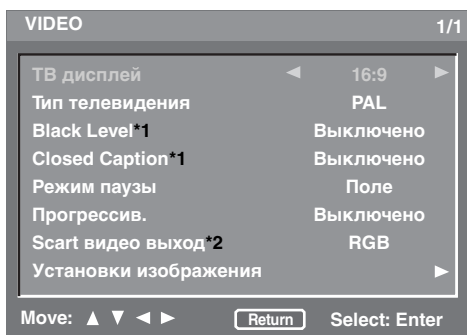 VIDEO 1/1
ТВ дисплей ◄ 16:9 ►
Тип телевидения PAL
Black Level*1 Выключено
Closed Caption*1 Выключено
Режим паузы Поле
Прогрессив. Выключено
Scart видео выход*2 RGB
Установки изображения ►
Move: ▲ ▼ ◄ ► Return Select: Enter